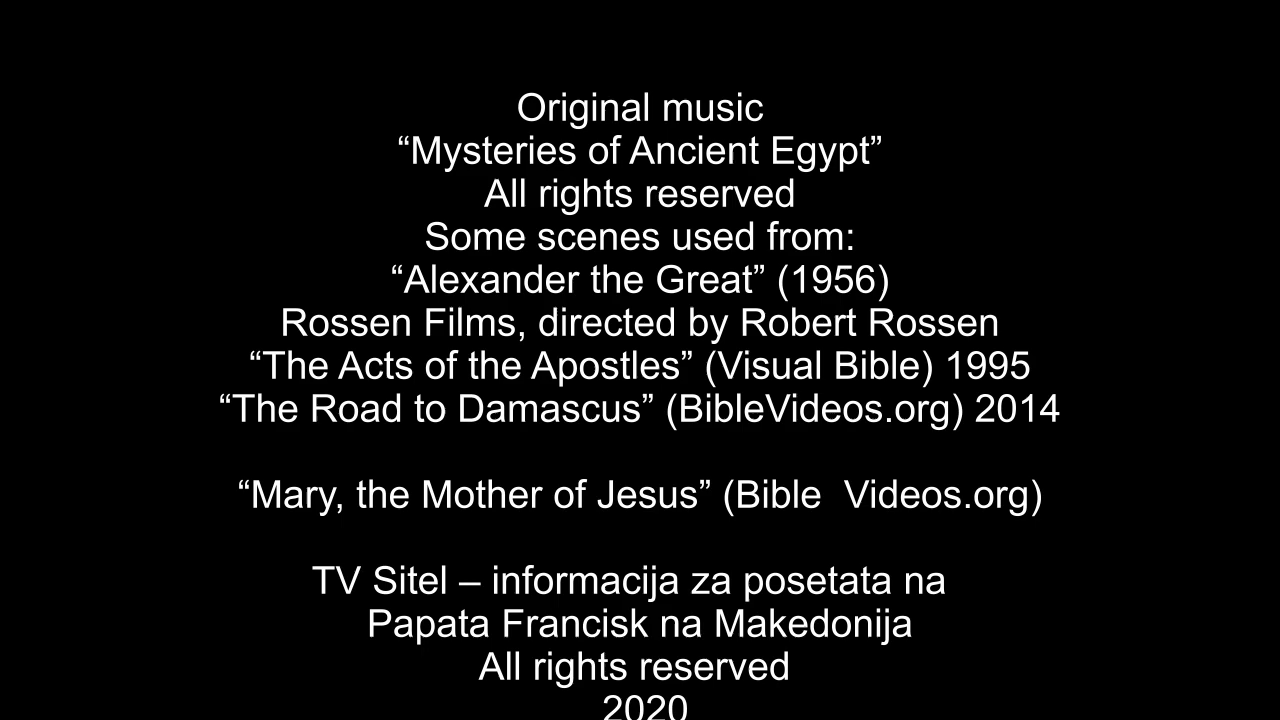 Original music
“Mysteries of Ancient Egypt”
All rights reserved
Some scenes used from:
“Alexander the Great” (1956)
Rossen Films, directed by Robert Rossen
“The Acts of the Apostles” (Visual Bible) 1995
“The Road to Damascus” (BibleVideos.org) 2014
“Mary, the Mother of Jesus” (Bible  Videos.org)
TV Sitel – informacija za posetata na
Papata Francisk na Makedonija
All rights reserved
2020